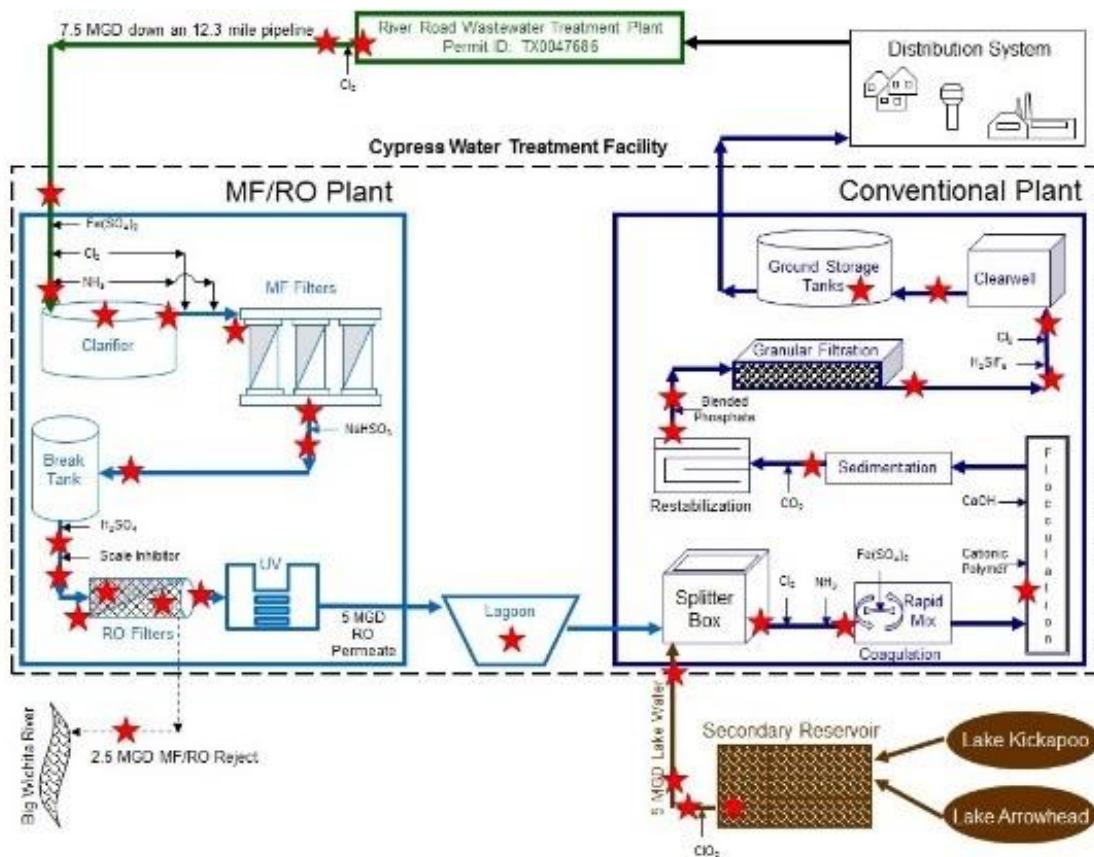 7.5 MGD down an 12.3 mile pipeline
River Road Wastewater Treatment Plant
Permit ID: TX0047686
Cl₂
Distribution System
Cypress Water Treatment Facility
MF/RO Plant
Fe(SO₄)₂
Cl₂
NH₃
Clarifier
MF Filters
NaHSO₃
Break
Tank
H₂SO₄
Scale Inhibitor
RO Filters
UV
5 MGD
RO
Permeate
Lagoon
Conventional Plant
Ground Storage
Tanks
Clearwell
Cl₂
H₂SiF₆
Granular Filtration
Blended
Phosphate
Restabilization
CO₂
Sedimentation
Flocculation
CaOH
Cationic
Polymer
Splitter
Box
Cl₂
NH₃
Fe(SO₄)₂
Rapid
Mix
Coagulation
Big Wichita River
2.5 MGD MF/RO Reject
5 MGD Lake Water
Secondary Reservoir
ClO₂
Lake Kickapoo
Lake Arrowhead